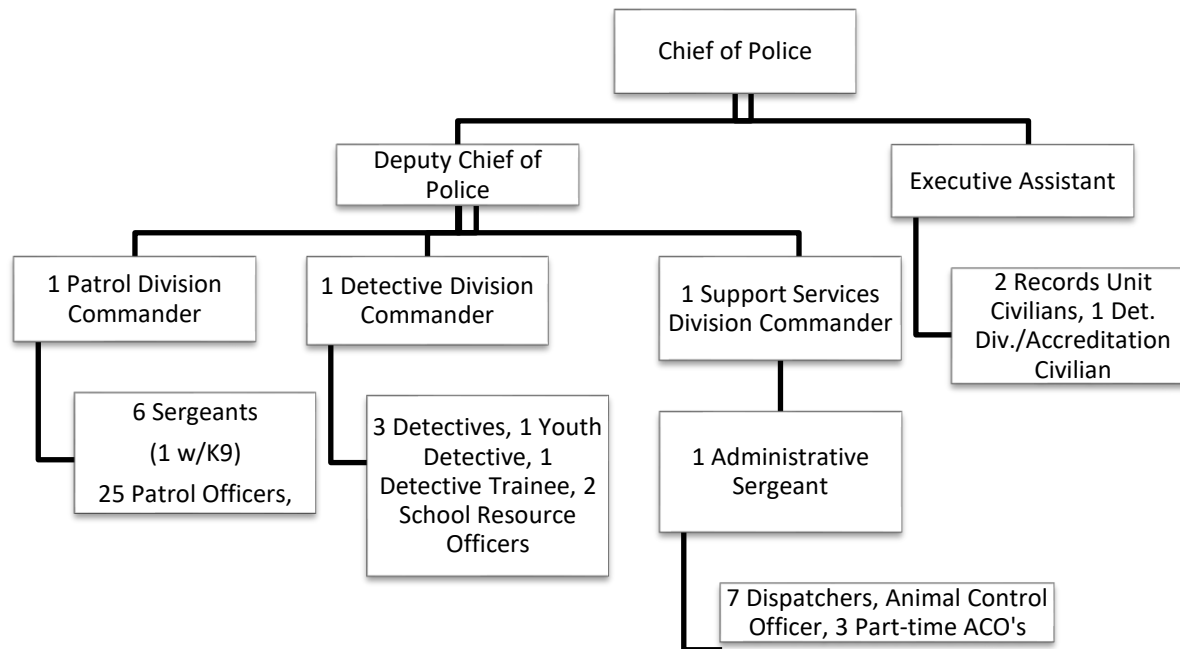 Chief of Police
Deputy Chief of
Police
Executive Assistant
1 Patrol Division
Commander
1 Detective Division
Commander
1 Support Services
Division Commander
2 Records Unit
Civilians, 1 Det.
Div./Accreditation
Civilian
6 Sergeants
(1 w/K9)
25 Patrol Officers,
3 Detectives, 1 Youth
Detective, 1
Detective Trainee, 2
School Resource
Officers
1 Administrative
Sergeant
7 Dispatchers, Animal Control
Officer, 3 Part-time ACO's